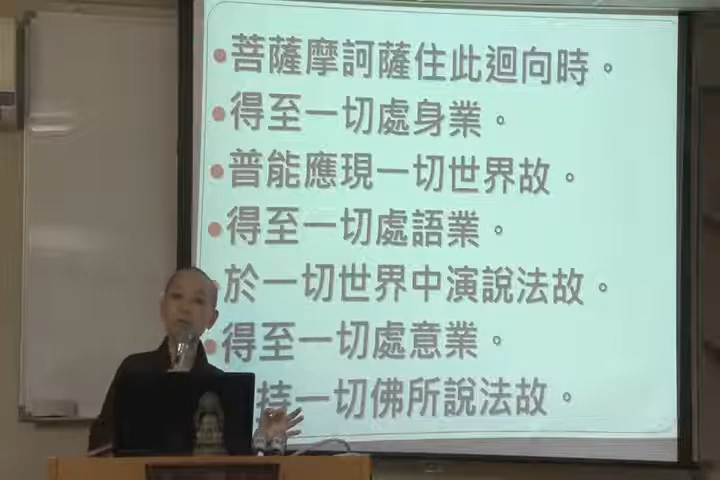 •菩薩摩訶薩住此迴向時。
•得至一切處身業。
•普能應現一切世界故。
•得至一切處語業。
於一切世界中演說法故。
•得至一切處意業。
持一切佛所說法故。